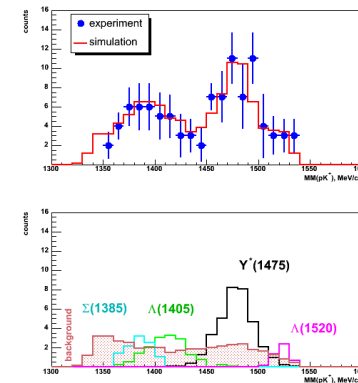 counts
16
14
12
10
8
6
4
2
0
experiment
simulation
1300
1350
1400
1450
1500
1550
MM(pK⁺), MeV/c
counts
16
14
12
10
8
6
4
2
0
background
Σ(1385)
Λ(1405)
Y*(1475)
Λ(1520)
1300
1350
1400
1450
1500
1550
MM(pK⁺), MeV/c